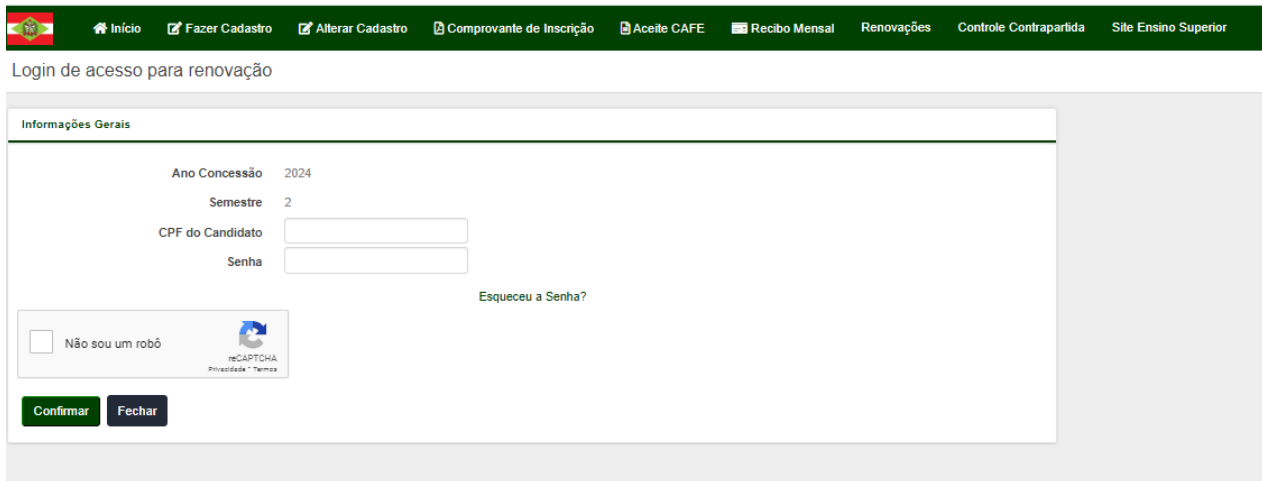 Início Fazer Cadastro Alterar Cadastro Comprovante de Inscrição Aceite CAFE Recibo Mensal Renovações Controle Contrapartida Site Ensino Superior
Login de acesso para renovação
Informações Gerais
Ano Concessão 2024
Semestre 2
CPF do Candidato
Senha
Esqueceu a Senha?
Não sou um robô
reCAPTCHA
Privacidade - Termos
Confirmar Fechar